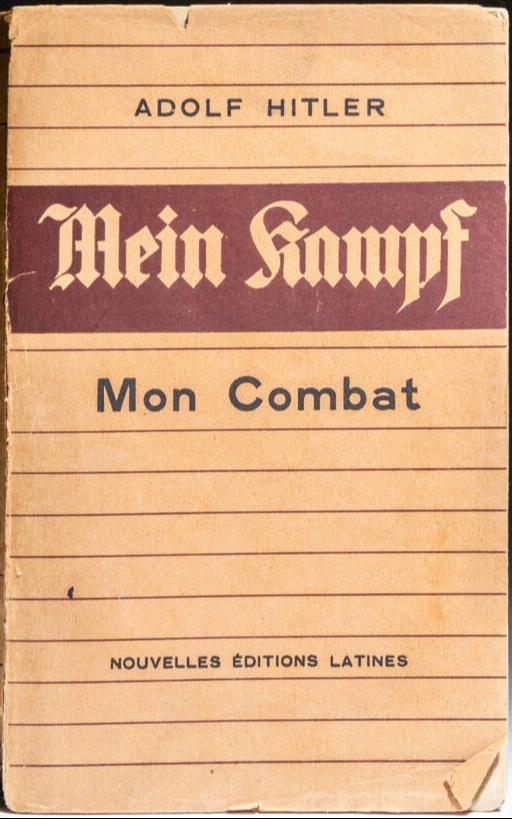 ADOLF HITLER
Mein Kampf
Mon Combat
NOUVELLES ÉDITIONS LATINES